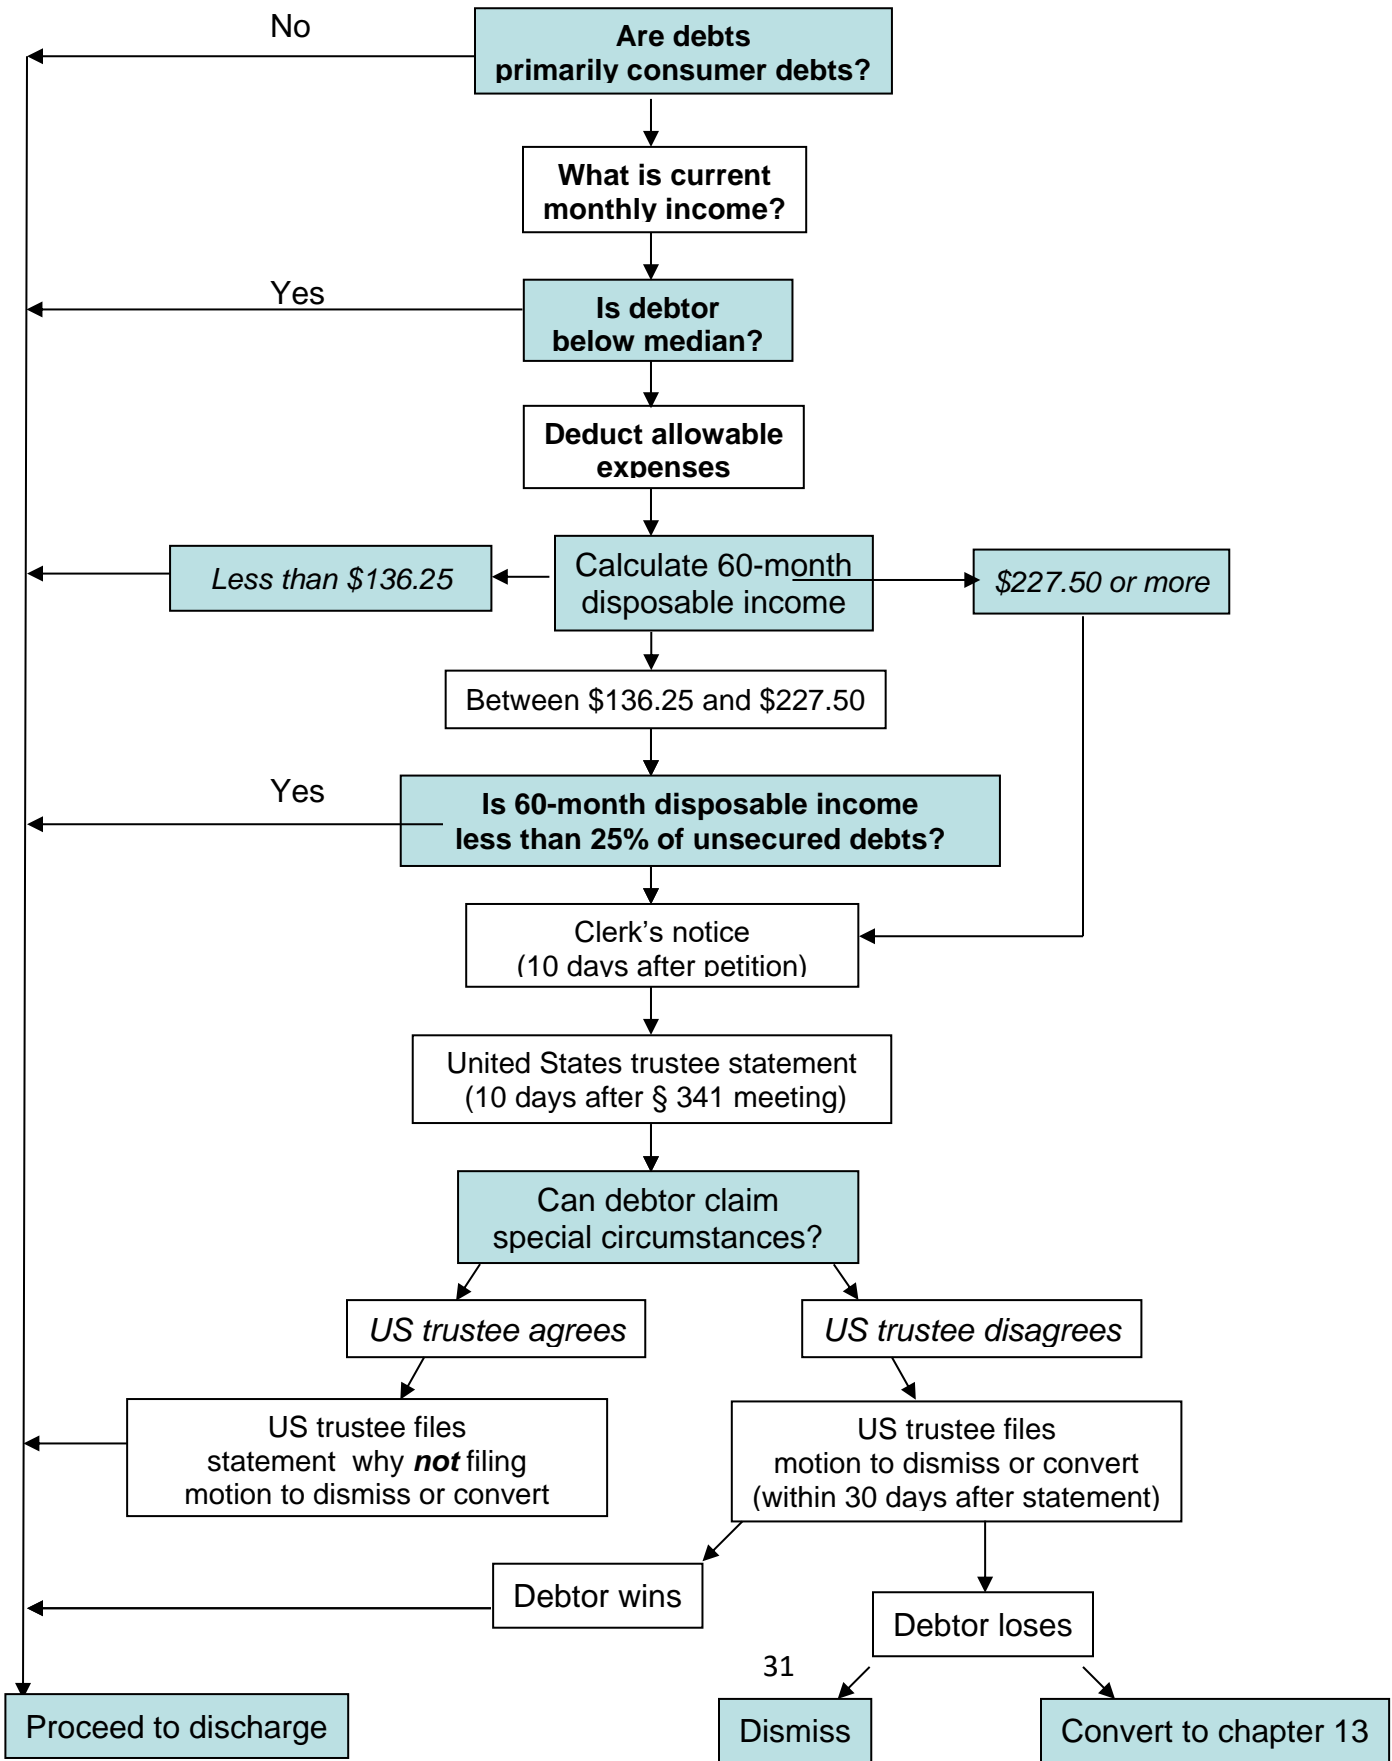 No
Are debts
primarily consumer debts?
What is current
monthly income?
Yes
Is debtor
below median?
Deduct allowable
expenses
Less than $136.25
Calculate 60-month
disposable income
$227.50 or more
Between $136.25 and $227.50
Yes
Is 60-month disposable income
less than 25% of unsecured debts?
Clerk’s notice
(10 days after petition)
United States trustee statement
(10 days after § 341 meeting)
Can debtor claim
special circumstances?
US trustee agrees
US trustee disagrees
US trustee files
statement why not filing
motion to dismiss or convert
US trustee files
motion to dismiss or convert
(within 30 days after statement)
Debtor wins
Debtor loses
31
Proceed to discharge
Dismiss
Convert to chapter 13